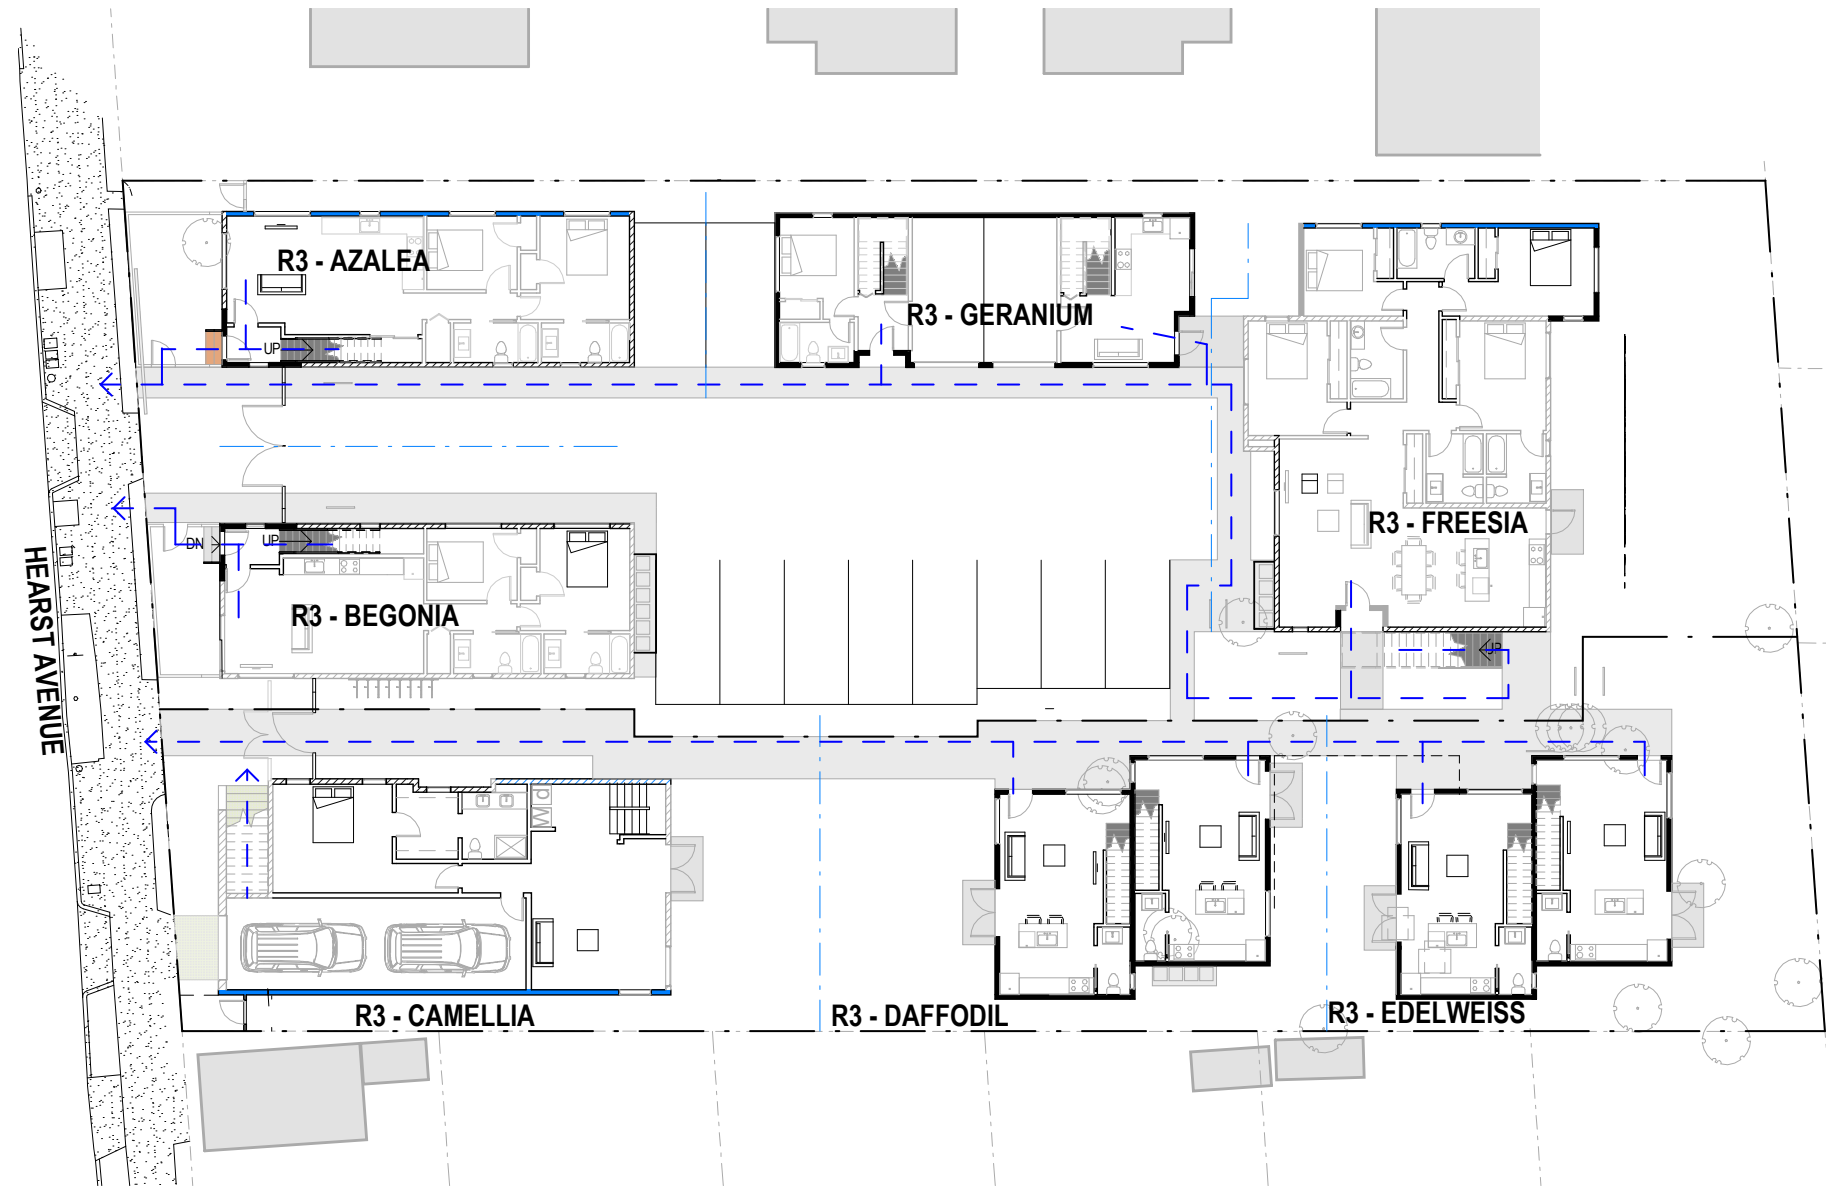 R3 - AZALEA
R3 - GERANIUM
UP
R3 - FREESIA
DN
UP
HEARST AVENUE
R3 - BEGONIA
UP
R3 - CAMELLIA
R3 - DAFFODIL
R3 - EDELWEISS